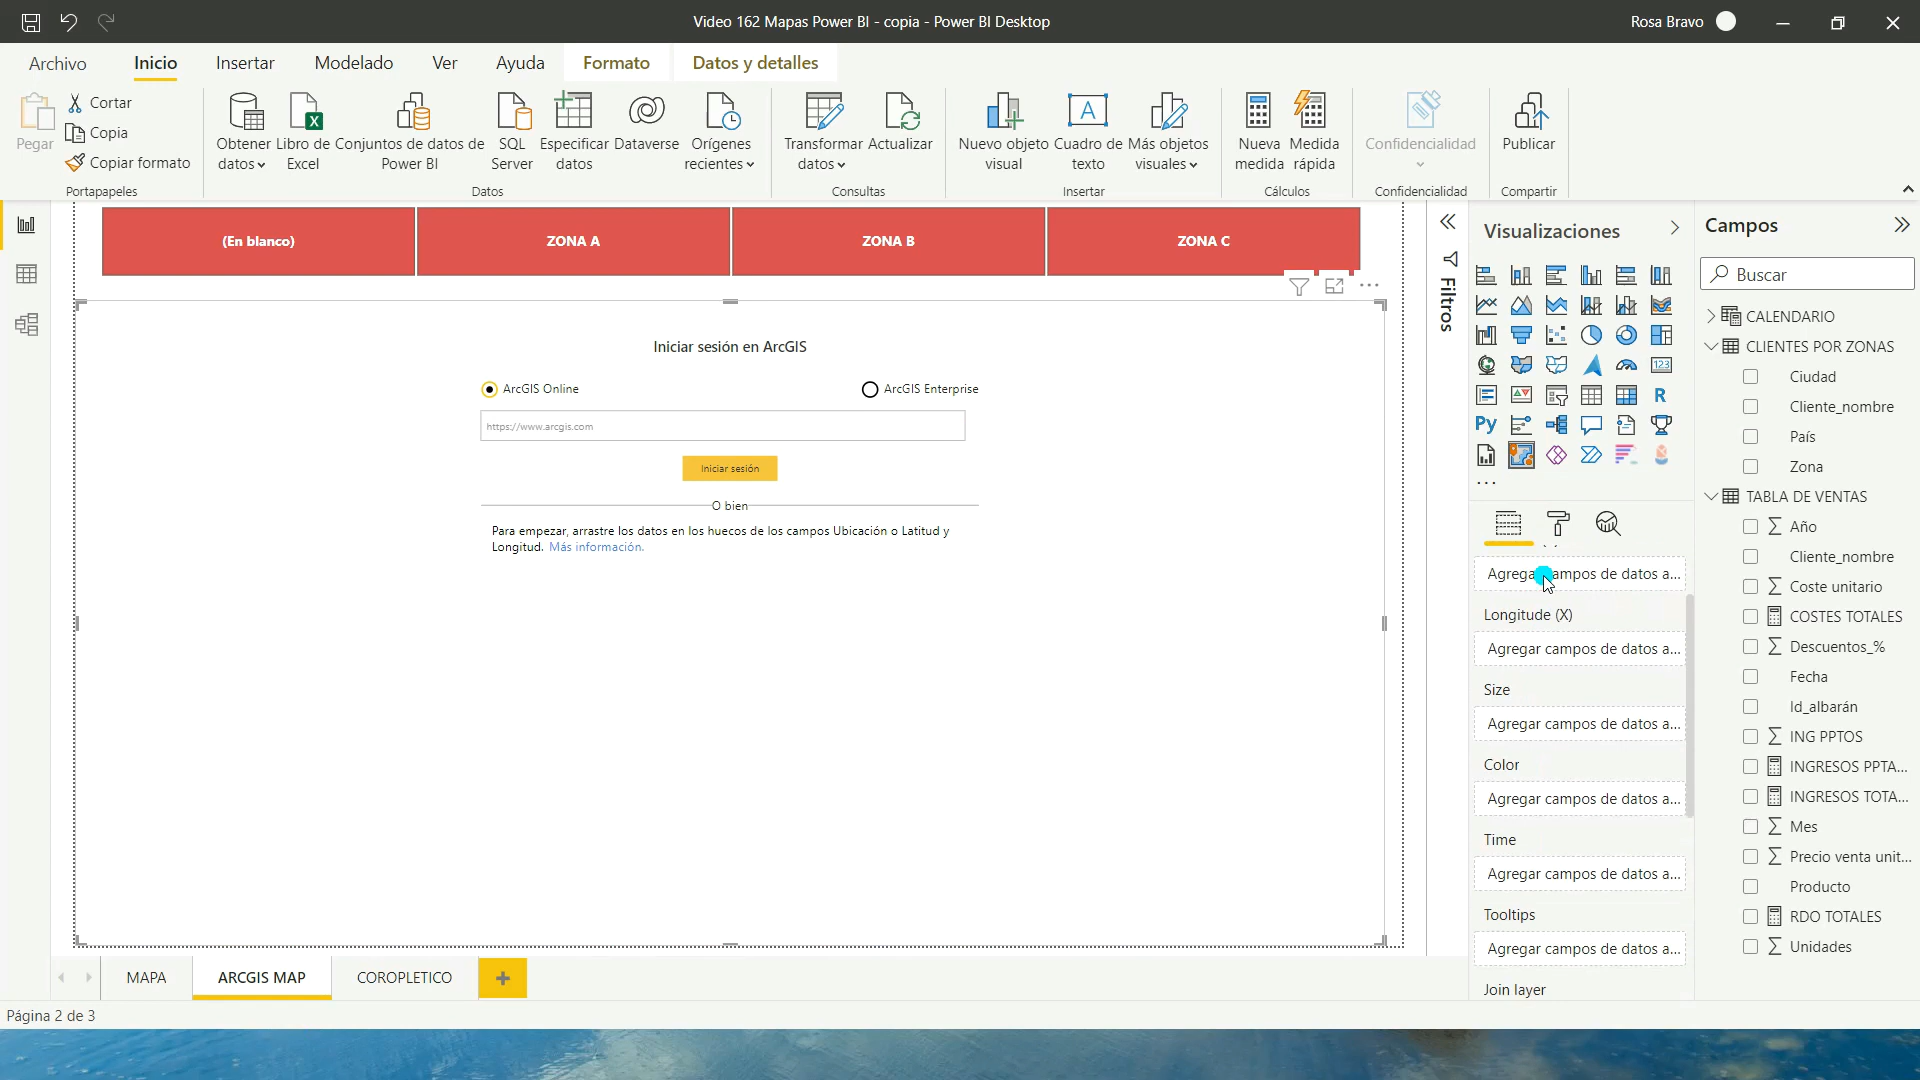 Video 162 Mapas Power BI - copia - Power BI Desktop
Rosa Bravo
Archivo
Inicio
Insertar
Modelado
Ver
Ayuda
Formato
Datos y detalles
Pegar
Cortar
Copia
Copiar formato
Portapapeles
Obtener datos
Libro de Excel
Conjuntos de datos de Power BI
SQL Server
Especificar datos
Dataverse
Orígenes recientes
Datos
Transformar datos
Actualizar
Consultas
Nuevo objeto visual
Cuadro de texto
Más objetos visuales
Insertar
Nueva medida
Medida rápida
Cálculos
Confidencialidad
Confidencialidad
Publicar
Compartir
(En blanco)
ZONA A
ZONA B
ZONA C
Iniciar sesión en ArcGIS
ArcGIS Online
ArcGIS Enterprise
https://www.arcgis.com
Iniciar sesión
O bien
Para empezar, arrastre los datos en los huecos de los campos Ubicación o Latitud y
Longitud. Más información.
Filtros
Visualizaciones
123
R
Py
Agregar campos de datos a...
Longitude (X)
Agregar campos de datos a...
Size
Agregar campos de datos a...
Color
Agregar campos de datos a...
Time
Agregar campos de datos a...
Tooltips
Agregar campos de datos a...
Join layer
Campos
Buscar
CALENDARIO
CLIENTES POR ZONAS
Ciudad
Cliente_nombre
País
Zona
TABLA DE VENTAS
Año
Cliente_nombre
Coste unitario
COSTES TOTALES
Descuentos_%
Fecha
Id_albarán
ING PPTOS
INGRESOS PPTA...
INGRESOS TOTA...
Mes
Precio venta unit...
Producto
RDO TOTALES
Unidades
MAPA
ARCGIS MAP
COROPLETICO
Página 2 de 3